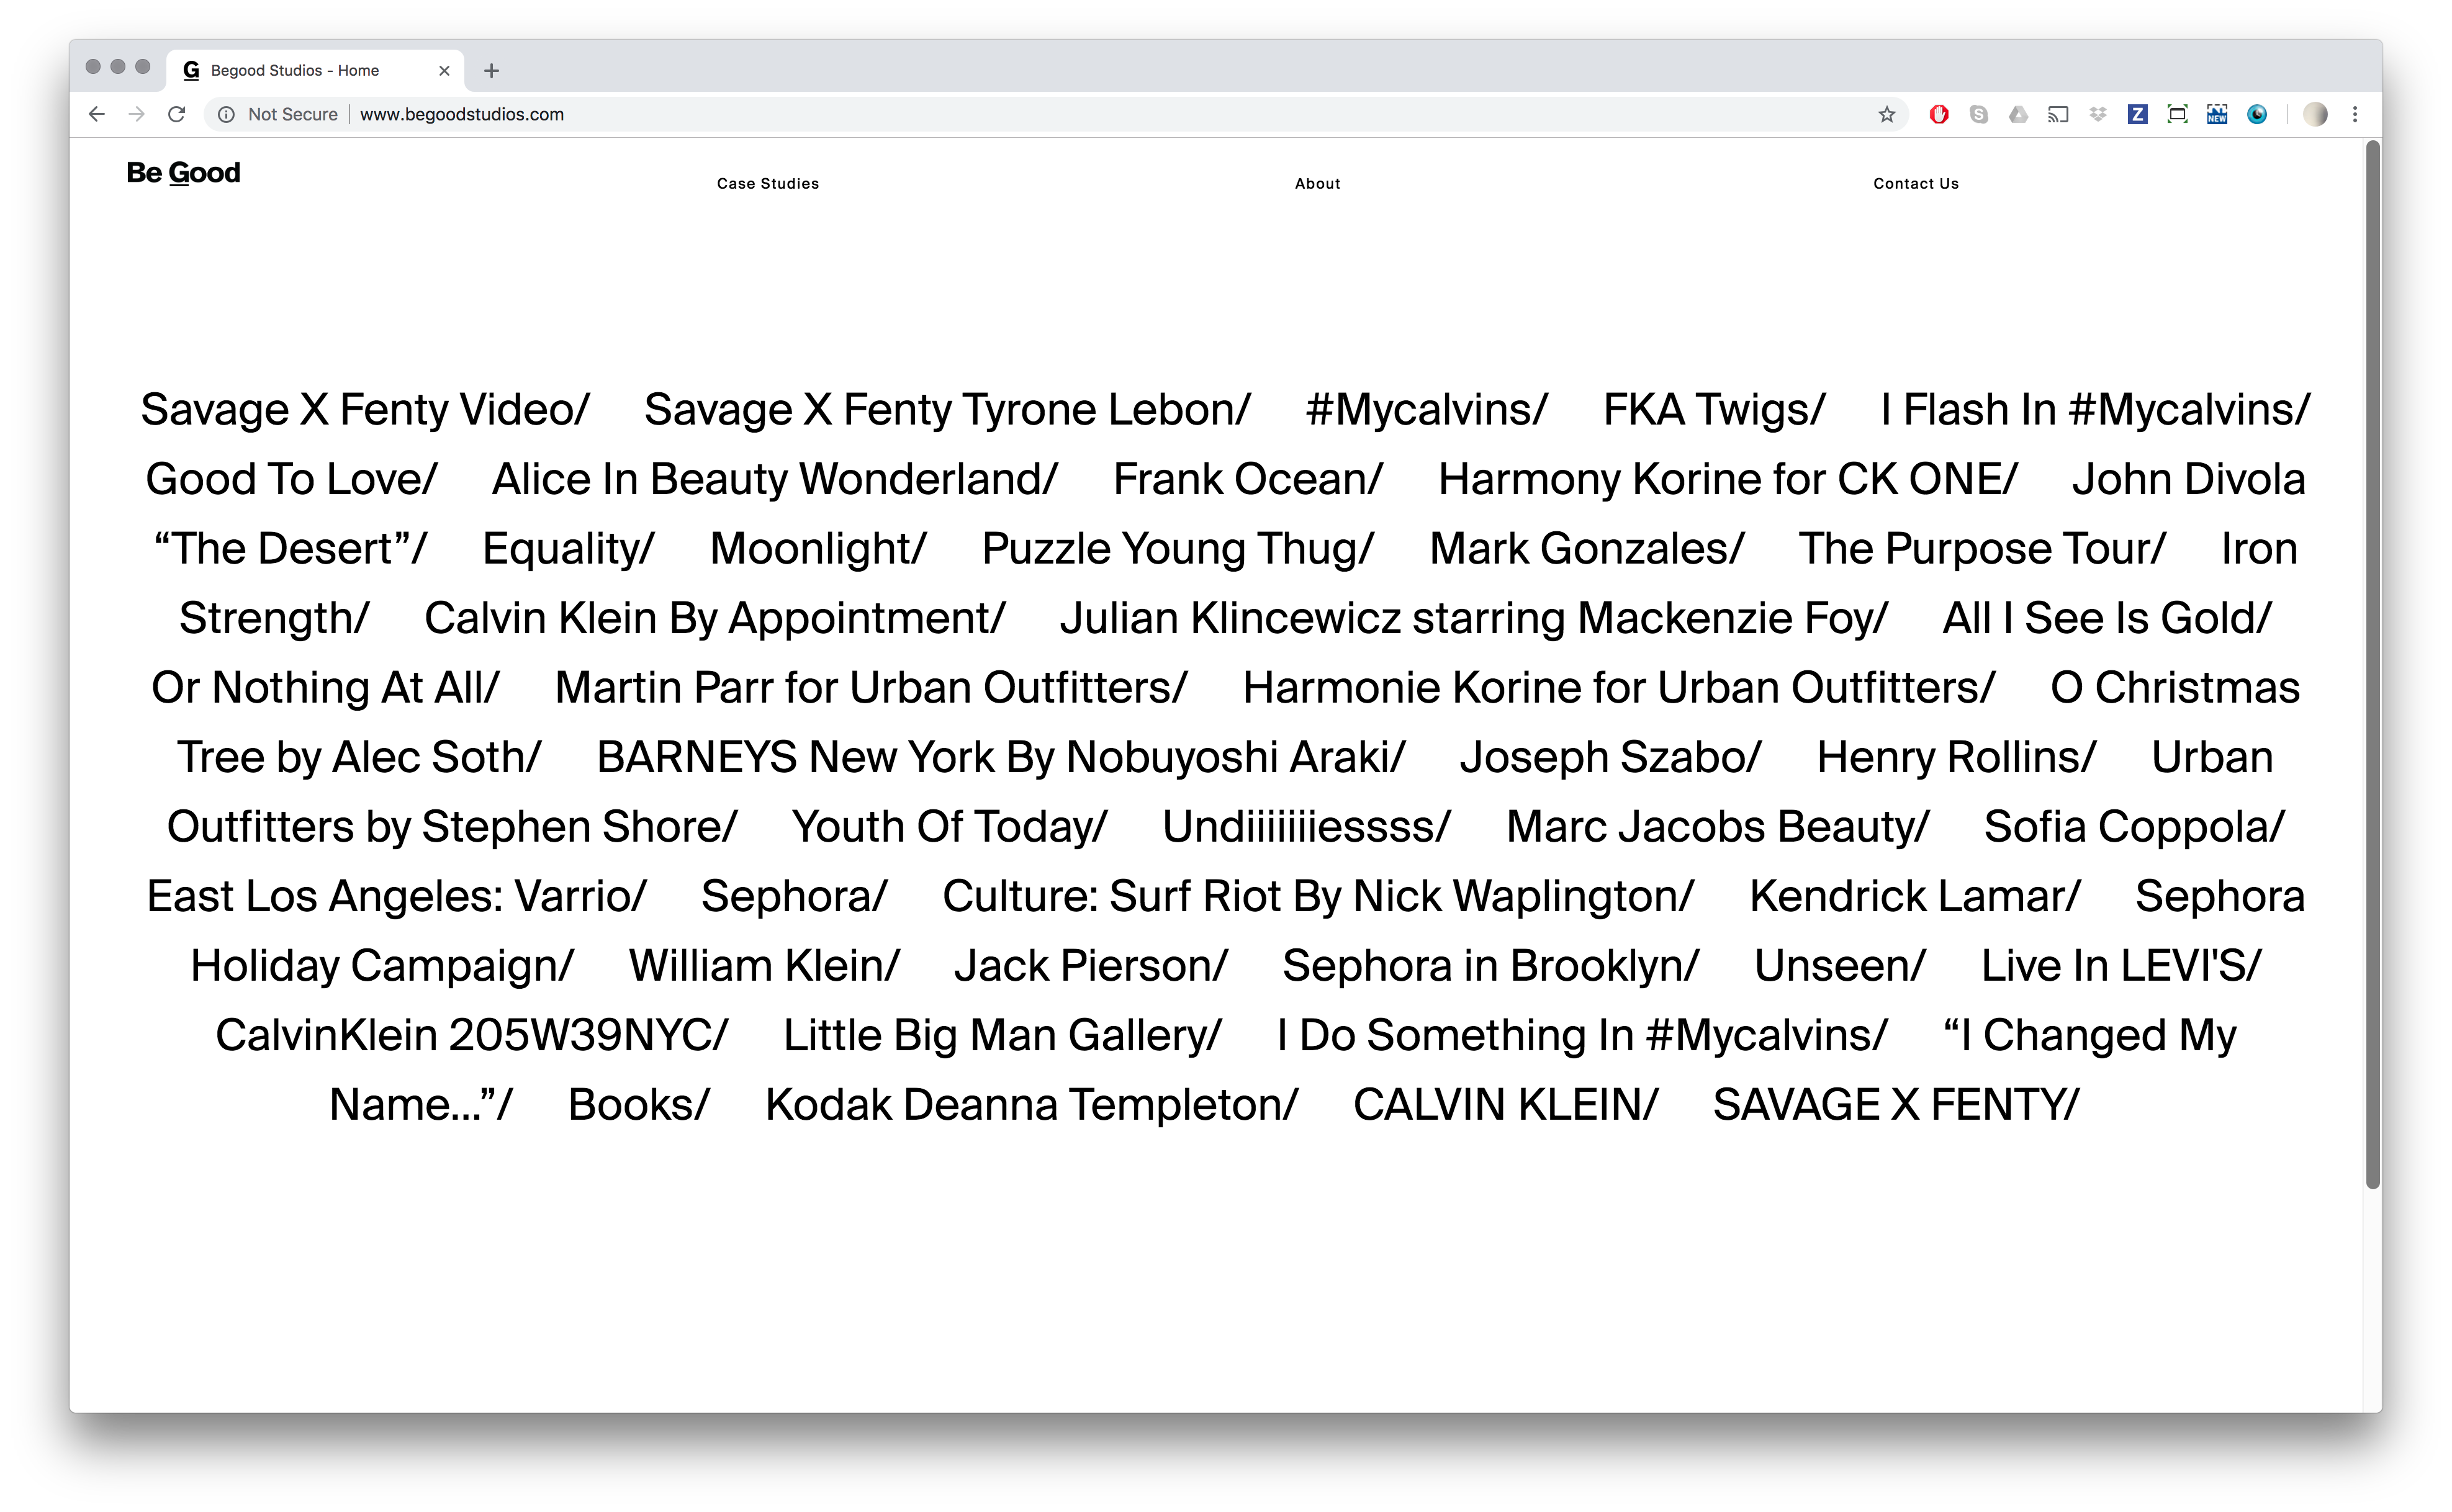 G Begood Studios - Home
Not Secure www.begoodstudios.com
S Z NEW
Be Good Case Studies About Contact Us
Savage X Fenty Video/ Savage X Fenty Tyrone Lebon/ #Mycalvins/ FKA Twigs/ I Flash In #Mycalvins/
Good To Love/ Alice In Beauty Wonderland/ Frank Ocean/ Harmony Korine for CK ONE/ John Divola
“The Desert”/ Equality/ Moonlight/ Puzzle Young Thug/ Mark Gonzales/ The Purpose Tour/ Iron
Strength/ Calvin Klein By Appointment/ Julian Klincewicz starring Mackenzie Foy/ All I See Is Gold/
Or Nothing At All/ Martin Parr for Urban Outfitters/ Harmonie Korine for Urban Outfitters/ O Christmas
Tree by Alec Soth/ BARNEYS New York By Nobuyoshi Araki/ Joseph Szabo/ Henry Rollins/ Urban
Outfitters by Stephen Shore/ Youth Of Today/ Undiiiiiiiessss/ Marc Jacobs Beauty/ Sofia Coppola/
East Los Angeles: Varrio/ Sephora/ Culture: Surf Riot By Nick Waplington/ Kendrick Lamar/ Sephora
Holiday Campaign/ William Klein/ Jack Pierson/ Sephora in Brooklyn/ Unseen/ Live In LEVI'S/
CalvinKlein 205W39NYC/ Little Big Man Gallery/ I Do Something In #Mycalvins/ “I Changed My
Name...”/ Books/ Kodak Deanna Templeton/ CALVIN KLEIN/ SAVAGE X FENTY/